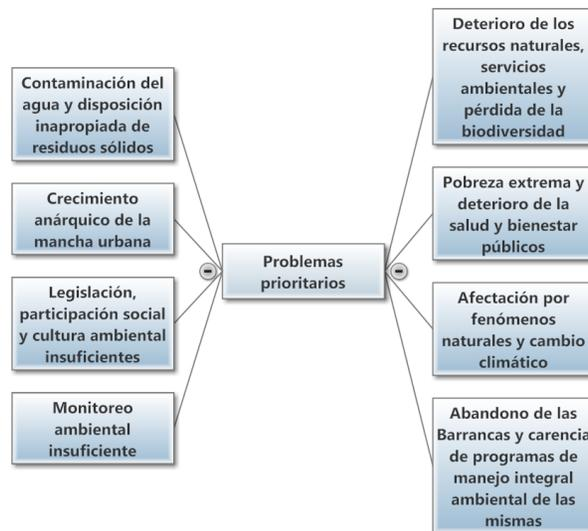 Contaminación del
agua y disposición
inapropiada de
residuos sólidos
Crecimiento
anárquico de la
mancha urbana
Legislación,
participación social
y cultura ambiental
insuficientes
Monitoreo
ambiental
insuficiente
Problemas
prioritarios
Deterioro de los
recursos naturales,
servicios
ambientales y
pérdida de la
biodiversidad
Pobreza extrema y
deterioro de la
salud y bienestar
públicos
Afectación por
fenómenos
naturales y cambio
climático
Abandono de las
Barrancas y carencia
de programas de
manejo integral
ambiental de las
mismas